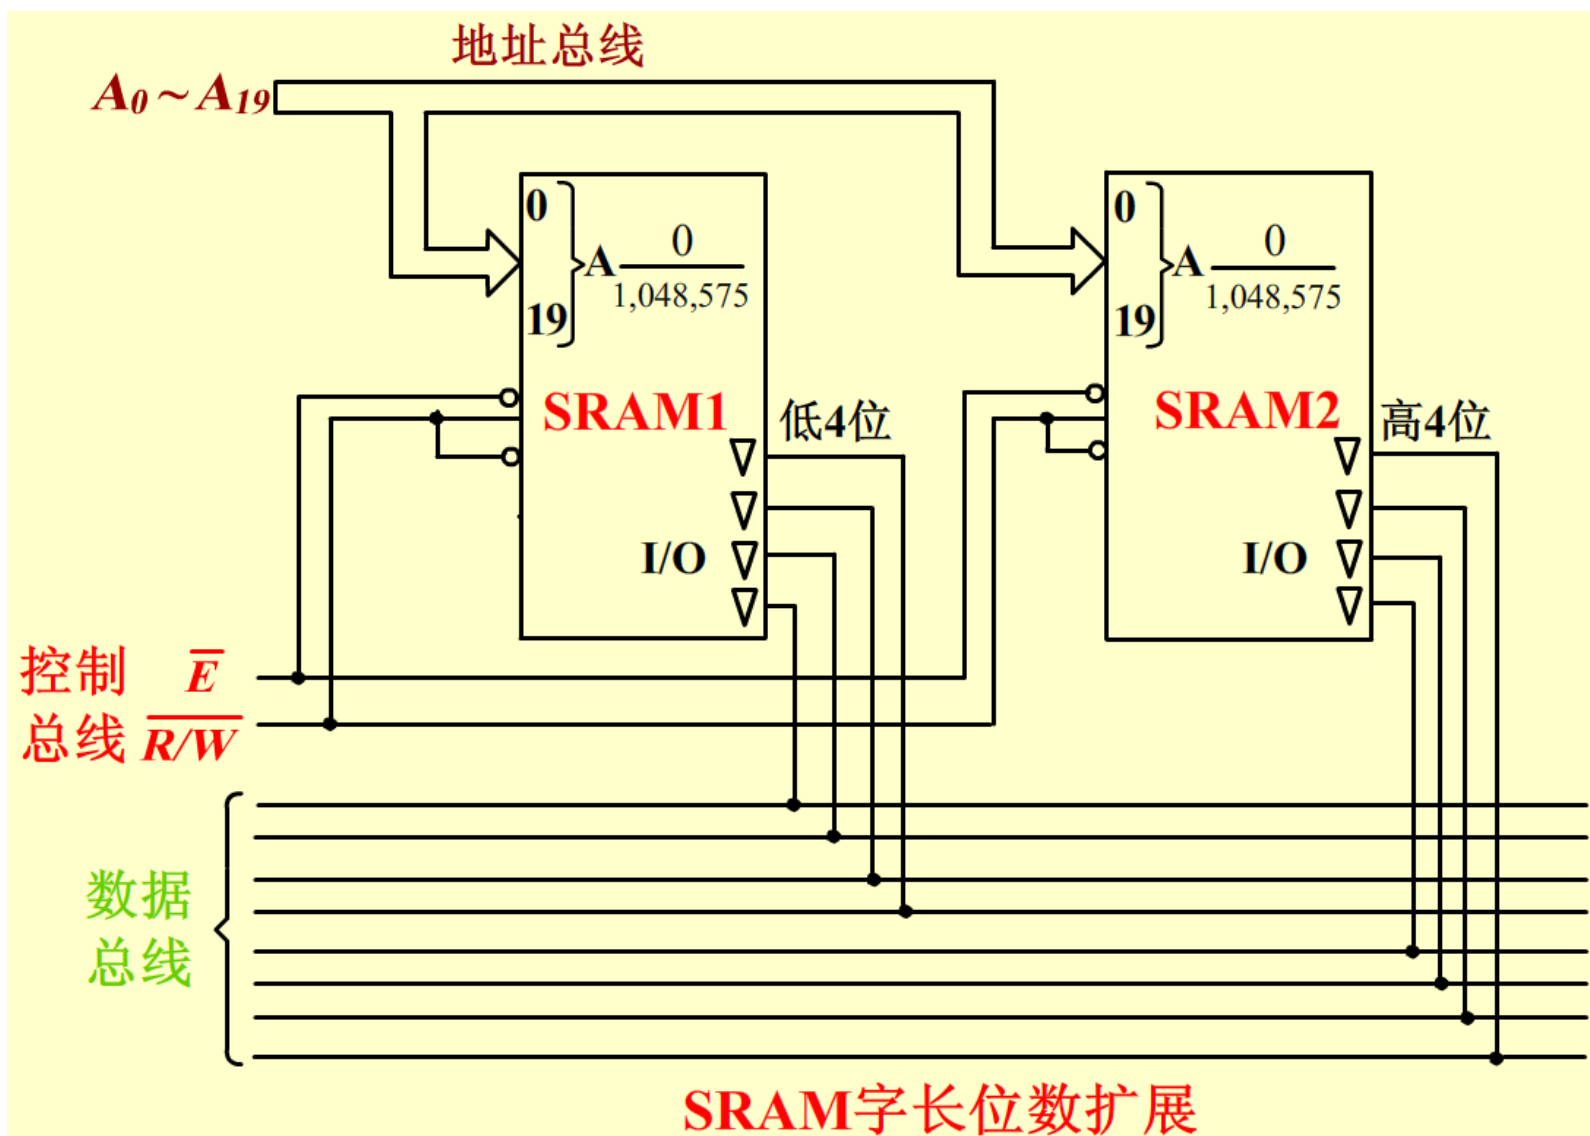 地址总线
A0 ~ A19
0
A 0
1,048,575
19
SRAM1
低4位
I/O
0
A 0
1,048,575
19
SRAM2
高4位
I/O
控制 E̅
总线 R̅/̅W̅
数据
总线
SRAM字长位数扩展